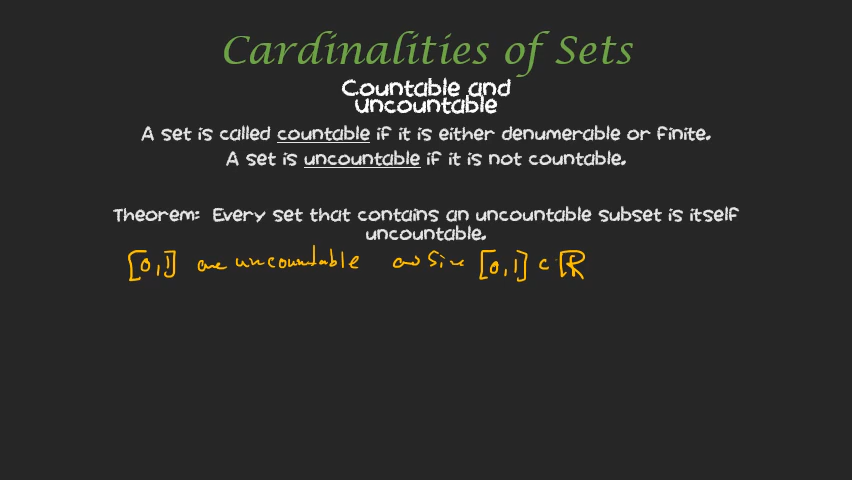 Cardinalities of Sets
Countable and
Uncountable
A set is called countable if it is either denumerable or finite.
A set is uncountable if it is not countable.
Theorem: Every set that contains an uncountable subset is itself
uncountable.
[0,1] are uncountable [0,1] ⊂ ℝ